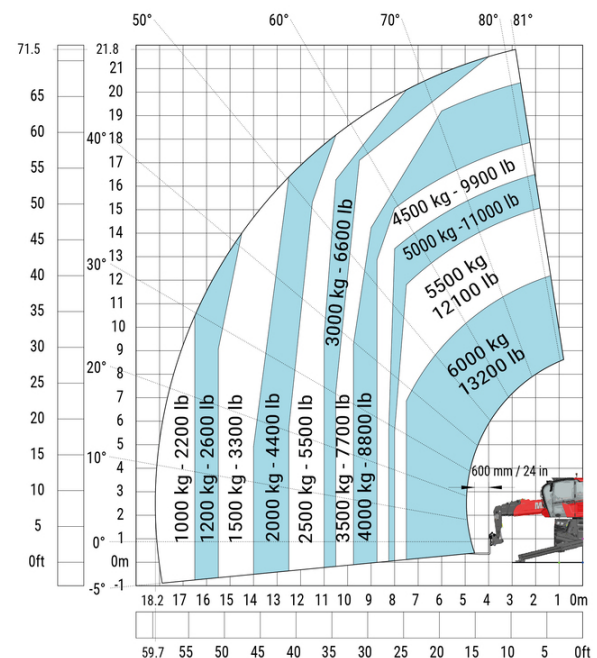 50° 60° 70° 80° 81°
71.5 21.8
21
65 20
19
60 40° 18
17
55 16
50 15
14
45 13
30° 12
40 11
35 10
30 9
8
25 20° 7
20 6
5
15 10° 4
10 3
2
5 1
0°
0ft 0m
-5° -1
4500 kg - 9900 lb
5000 kg -11000 lb
5500 kg
12100 lb
6000 kg
13200 lb
3000 kg - 6600 lb
1000 kg - 2200 lb
1200 kg - 2600 lb
1500 kg - 3300 lb
2000 kg - 4400 lb
2500 kg - 5500 lb
3500 kg - 7700 lb
4000 kg - 8800 lb
600 mm / 24 in
18.2 17 16 15 14 13 12 11 10 9 8 7 6 5 4 3 2 1 0m
59.7 55 50 45 40 35 30 25 20 15 10 5 0ft